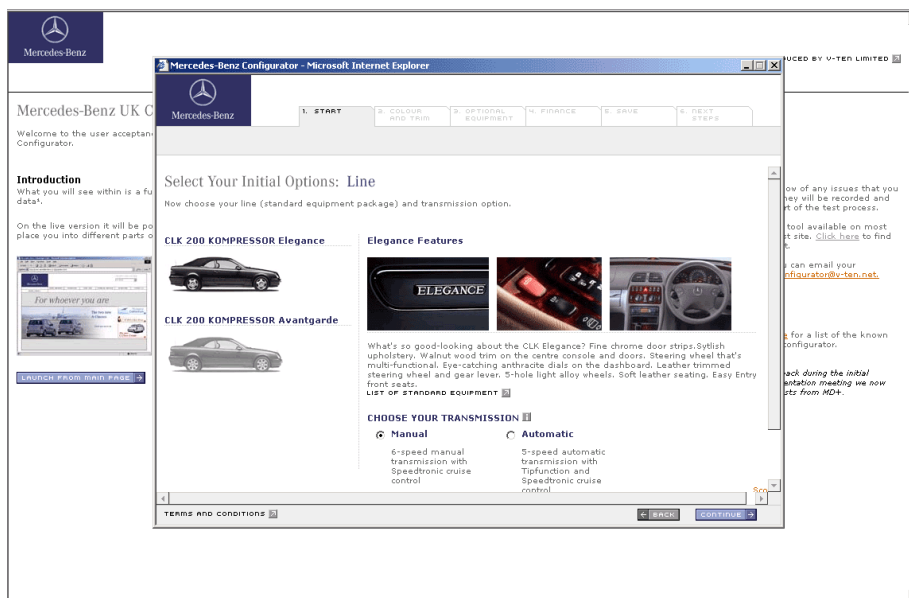 Mercedes-Benz
DUCED BY V-TEN LIMITED
Mercedes-Benz UK C
Welcome to the user acceptan
Configurator.
Introduction
What you will see within is a fu
data¹.
On the live version it will be po
place you into different parts o
For whoever you are
LAUNCH FROM MAIN PAGE
Mercedes-Benz Configurator - Microsoft Internet Explorer
Mercedes-Benz
1. START
2. COLOUR
AND TRIM
3. OPTIONAL
EQUIPMENT
4. FINANCE
5. SAVE
6. NEXT
STEPS
Select Your Initial Options: Line
Now choose your line (standard equipment package) and transmission option.
CLK 200 KOMPRESSOR Elegance
CLK 200 KOMPRESSOR Avantgarde
Elegance Features
ELEGANCE
What's so good-looking about the CLK Elegance? Fine chrome door strips.Sytlish
upholstery. Walnut wood trim on the centre console and doors. Steering wheel that's
multi-functional. Eye-catching anthracite dials on the dashboard. Leather trimmed
steering wheel and gear lever. 5-hole light alloy wheels. Soft leather seating. Easy Entry
front seats.
LIST OF STANDARD EQUIPMENT
CHOOSE YOUR TRANSMISSION
Manual
6-speed manual
transmission with
Speedtronic cruise
control
Automatic
5-speed automatic
transmission with
Tipfunction and
Speedtronic cruise
control
Sco
TERMS AND CONDITIONS
BACK
CONTINUE
ow of any issues that you
hey will be recorded and
rt of the test process.
tool available on most
st site. Click here to find
t.
can email your
nfigurator@v-ten.net.
for a list of the known
configurator.
ack during the initial
entation meeting we now
sts from MD+.